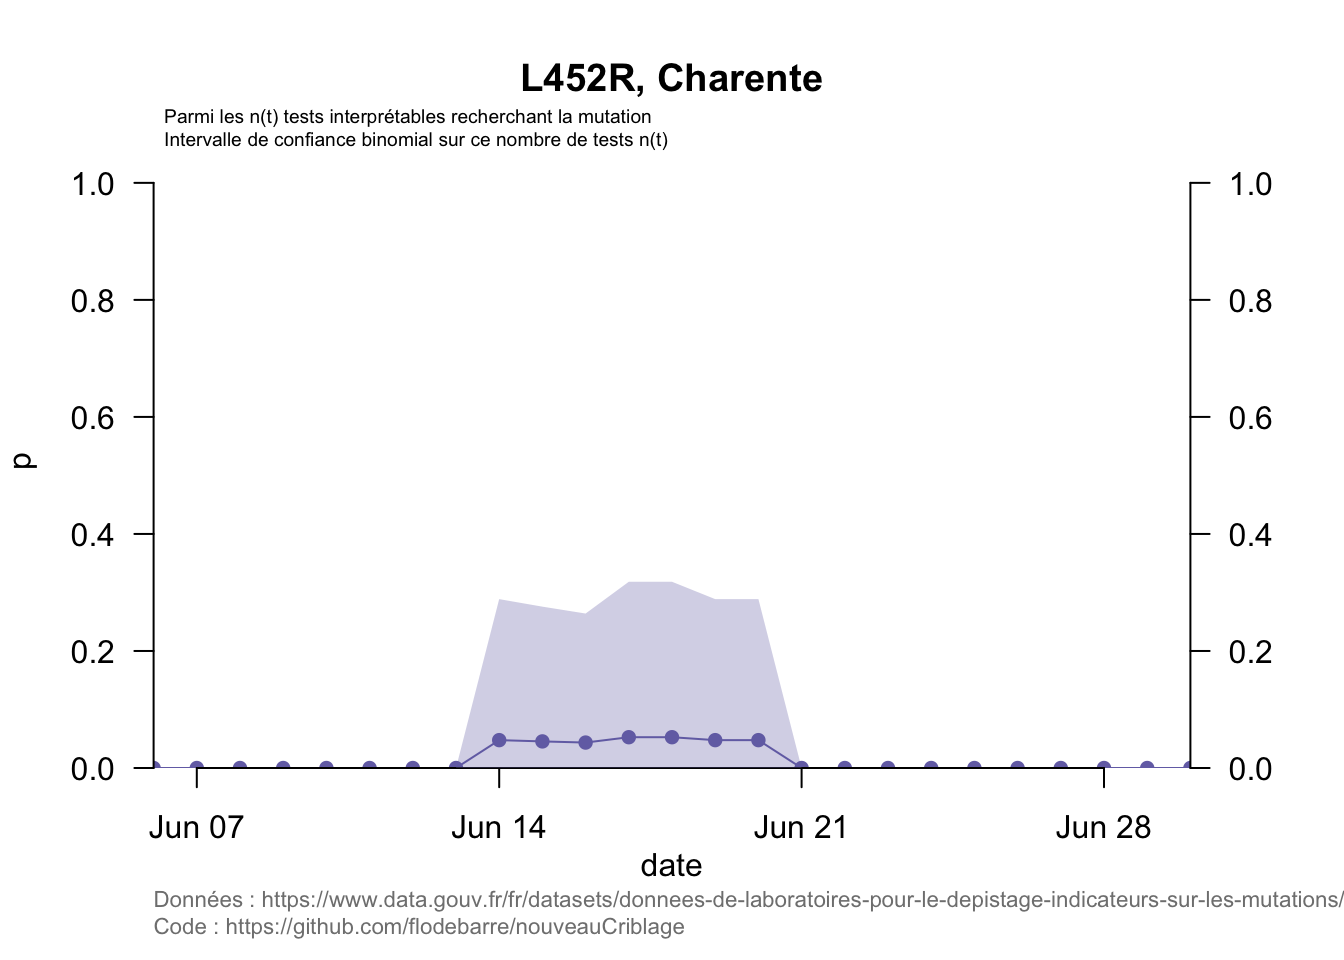 L452R, Charente
Parmi les n(t) tests interprétables recherchant la mutation
Intervalle de confiance binomial sur ce nombre de tests n(t)
1.0
0.8
0.6
0.4
0.2
0.0
p
1.0
0.8
0.6
0.4
0.2
0.0
Jun 07 Jun 14 Jun 21 Jun 28
date
Données : https://www.data.gouv.fr/fr/datasets/donnees-de-laboratoires-pour-le-depistage-indicateurs-sur-les-mutations/
Code : https://github.com/flodebarre/nouveauCriblage